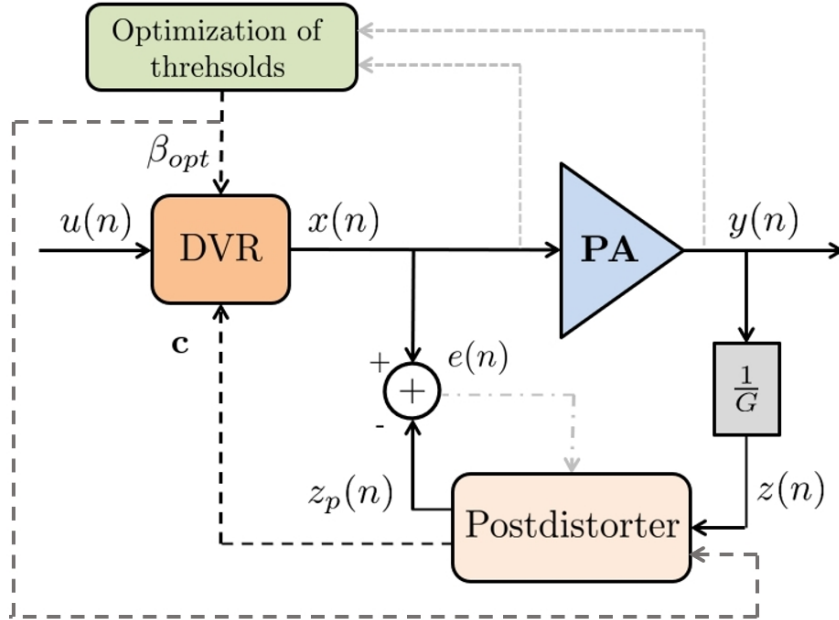 Optimization of
threhsolds
β_opt
u(n)
DVR
x(n)
PA
y(n)
c
+
e(n)
+
-
1/G
z_p(n)
z(n)
Postdistorter